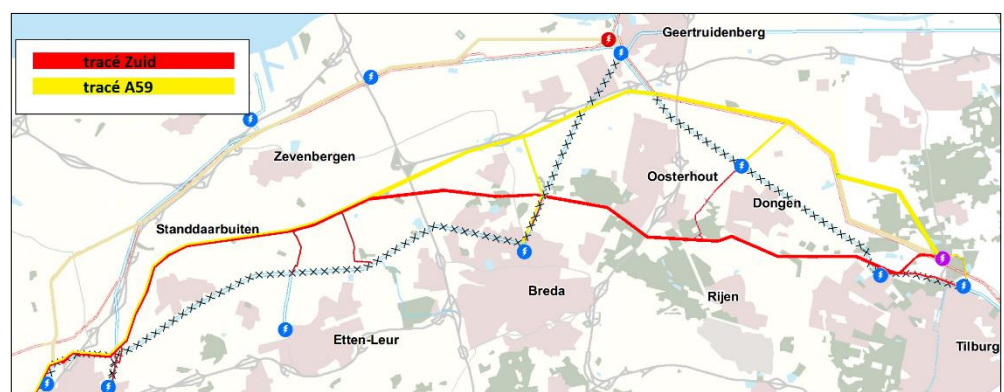 Geertruidenberg
tracé Zuid
tracé A59
Zevenbergen
Oosterhout
Dongen
Standdaarbuiten
Breda
Rijen
Etten-Leur
Tilburg